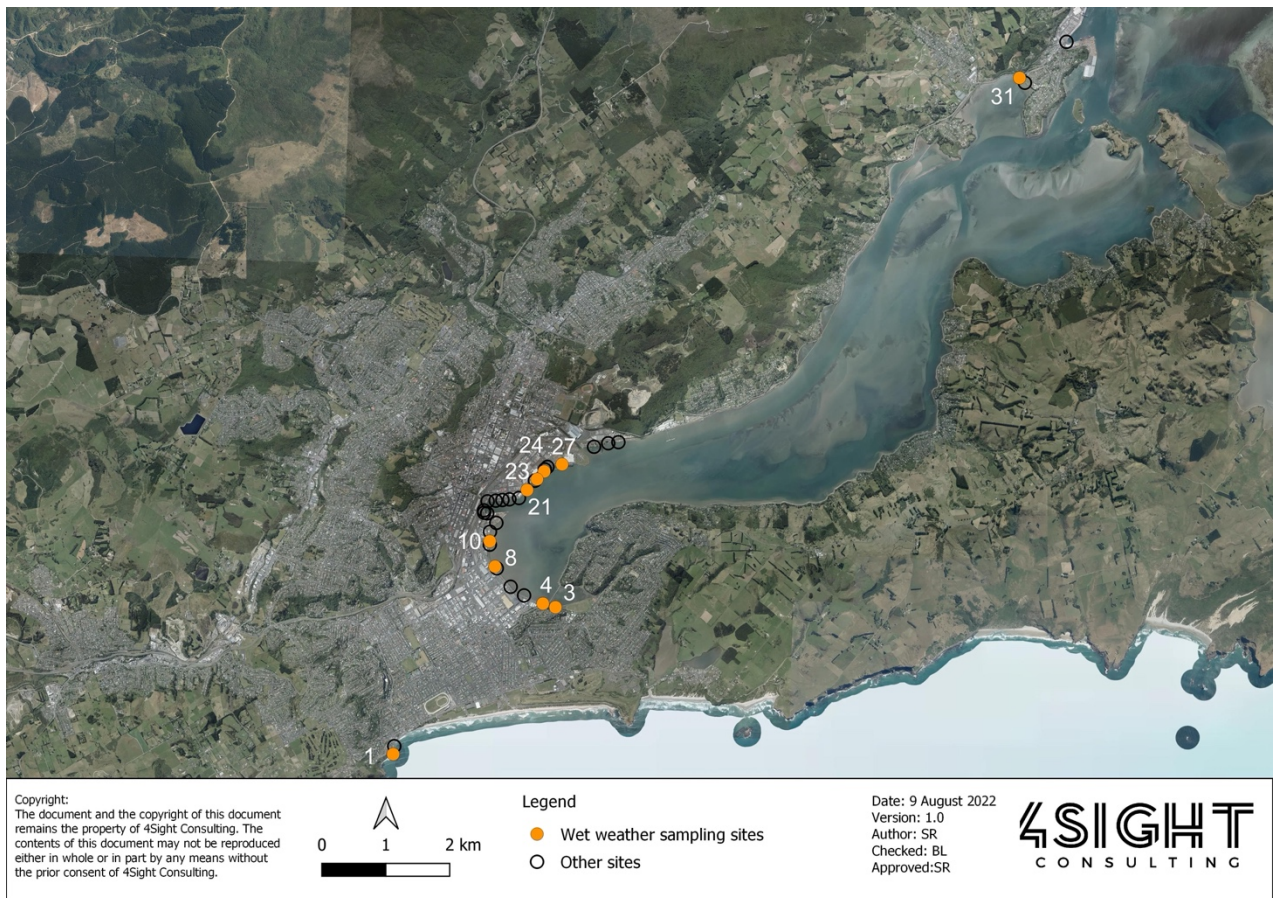 31
24
27
23
21
10
8
4
3
1
Copyright:
The document and the copyright of this document
remains the property of 4Sight Consulting. The
contents of this document may not be reproduced
either in whole or in part by any means without
the prior consent of 4Sight Consulting.
0 1 2 km
Legend
Wet weather sampling sites
Other sites
Date: 9 August 2022
Version: 1.0
Author: SR
Checked: BL
Approved:SR
4SIGHT
CONSULTING